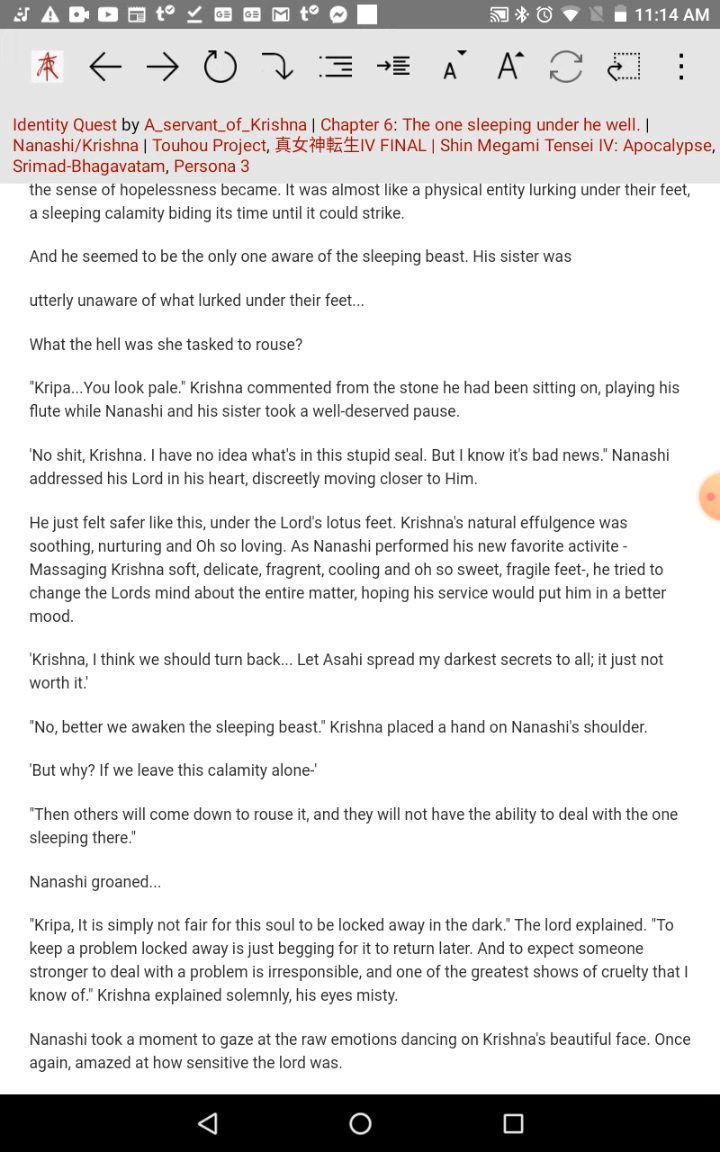 11:14 AM
Identity Quest by A_servant_of_Krishna | Chapter 6: The one sleeping under he well. |
Nanashi/Krishna | Touhou Project, 真女神転生IV FINAL | Shin Megami Tensei IV: Apocalypse,
Srimad-Bhagavatam, Persona 3
the sense of hopelessness became. It was almost like a physical entity lurking under their feet,
a sleeping calamity biding its time until it could strike.
And he seemed to be the only one aware of the sleeping beast. His sister was
utterly unaware of what lurked under their feet...
What the hell was she tasked to rouse?
"Kripa...You look pale." Krishna commented from the stone he had been sitting on, playing his
flute while Nanashi and his sister took a well-deserved pause.
'No shit, Krishna. I have no idea what's in this stupid seal. But I know it's bad news." Nanashi
addressed his Lord in his heart, discreetly moving closer to Him.
He just felt safer like this, under the Lord's lotus feet. Krishna's natural effulgence was
soothing, nurturing and Oh so loving. As Nanashi performed his new favorite activite -
Massaging Krishna soft, delicate, fragrent, cooling and oh so sweet, fragile feet-, he tried to
change the Lords mind about the entire matter, hoping his service would put him in a better
mood.
'Krishna, I think we should turn back... Let Asahi spread my darkest secrets to all; it just not
worth it.'
"No, better we awaken the sleeping beast." Krishna placed a hand on Nanashi's shoulder.
'But why? If we leave this calamity alone-'
"Then others will come down to rouse it, and they will not have the ability to deal with the one
sleeping there."
Nanashi groaned...
"Kripa, It is simply not fair for this soul to be locked away in the dark." The lord explained. "To
keep a problem locked away is just begging for it to return later. And to expect someone
stronger to deal with a problem is irresponsible, and one of the greatest shows of cruelty that I
know of." Krishna explained solemnly, his eyes misty.
Nanashi took a moment to gaze at the raw emotions dancing on Krishna's beautiful face. Once
again, amazed at how sensitive the lord was.